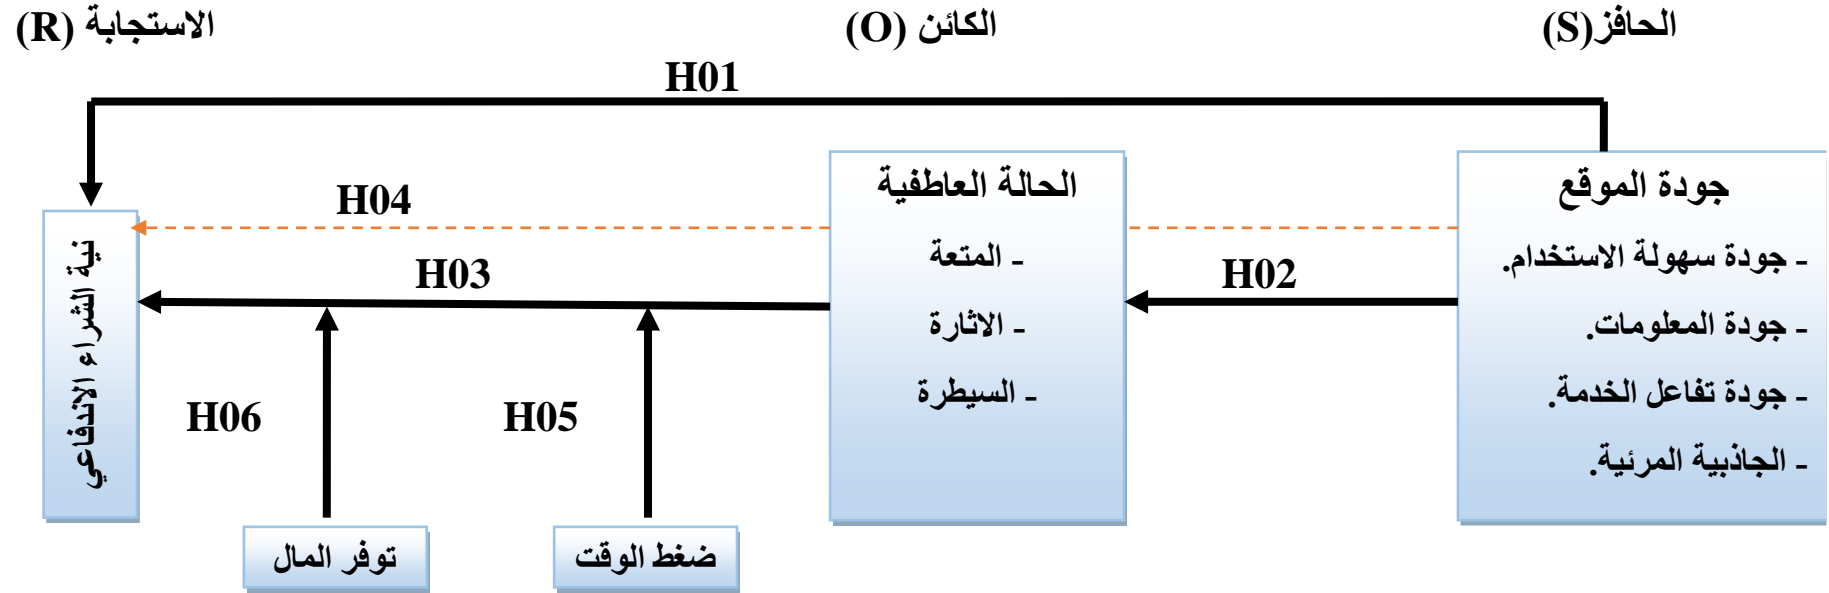 الحافز(S)
الكائن (O)
الاستجابة (R)
H01
جودة الموقع
- جودة سهولة الاستخدام.
- جودة المعلومات.
- جودة تفاعل الخدمة.
- الجاذبية المرئية.
H02
الحالة العاطفية
- المتعة
- الاثارة
- السيطرة
H04
H03
H05
H06
نية الشراء الاندفاعي
ضغط الوقت
توفر المال